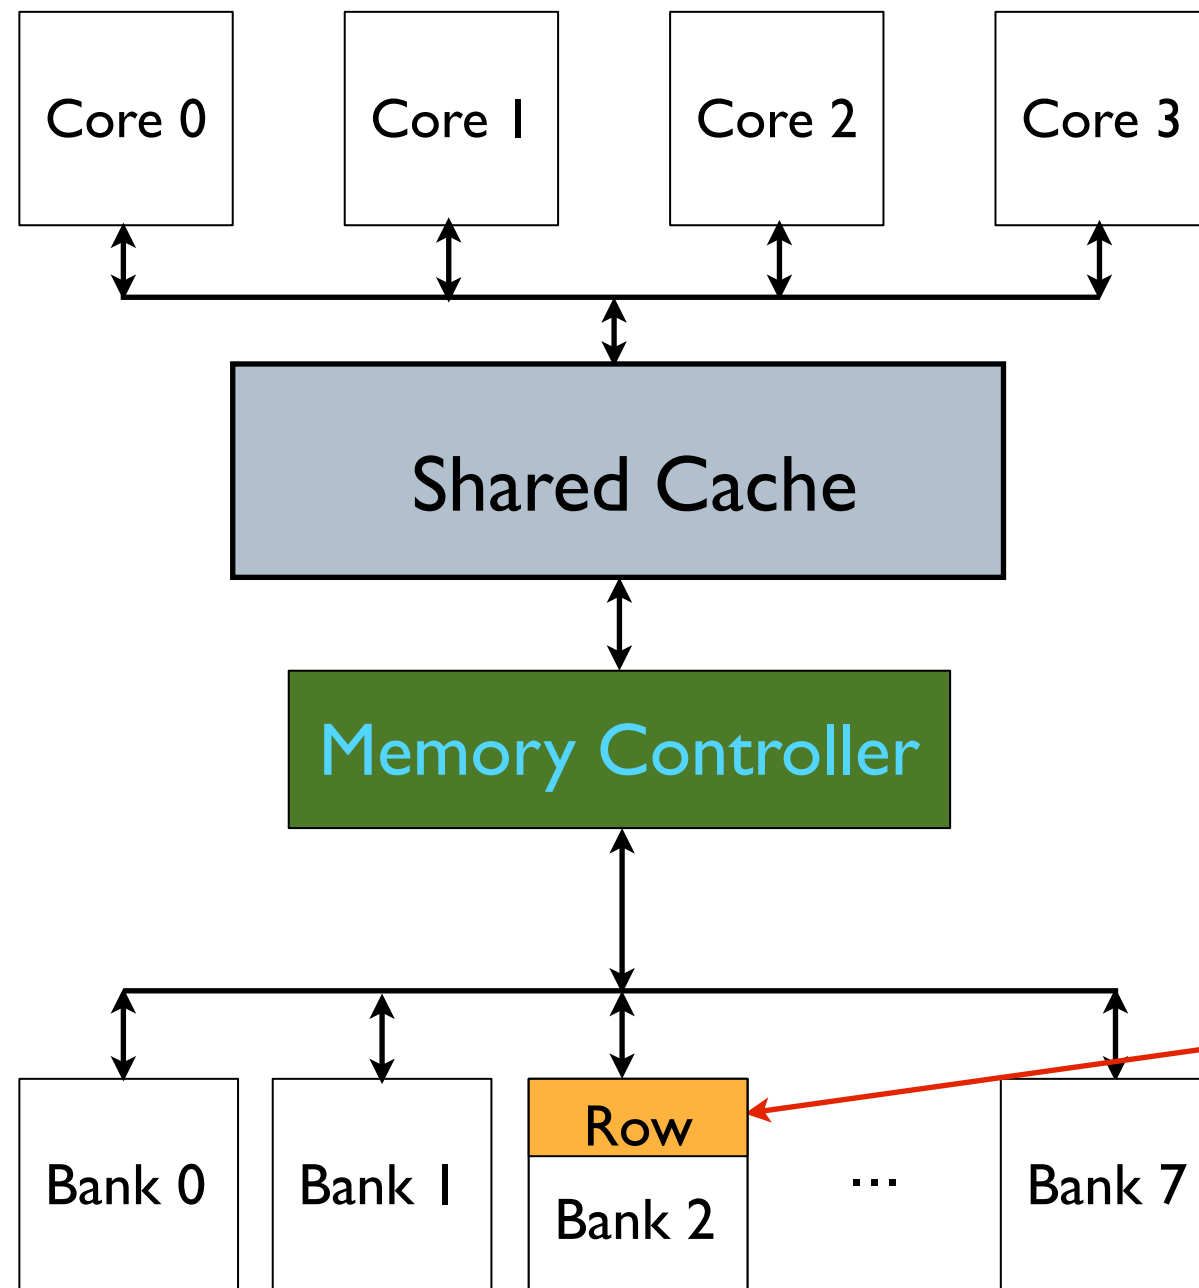 Core 0
Core 1
Core 2
Core 3
Shared Cache
Memory Controller
Row
Bank 0
Bank 1
Bank 2
...
Bank 7